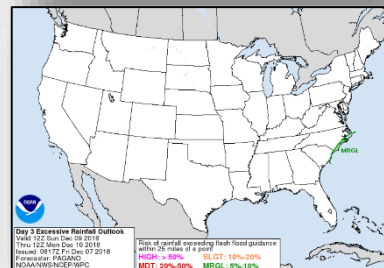 MRGL
NOAA
Day 3 Excessive Rainfall Outlook
Valid 12Z Sun Dec 09 2018
Thru 12Z Mon Dec 10 2018
Issued: 0817Z Fri Dec 07 2018
Forecaster: PAGANO
NOAA/NWS/NCEP/WPC
Risk of rainfall exceeding flash flood guidance
within 25 miles of a point
HIGH: > 50% SLGT: 10%-20%
MDT: 20%-50% MRGL: 5%-10%